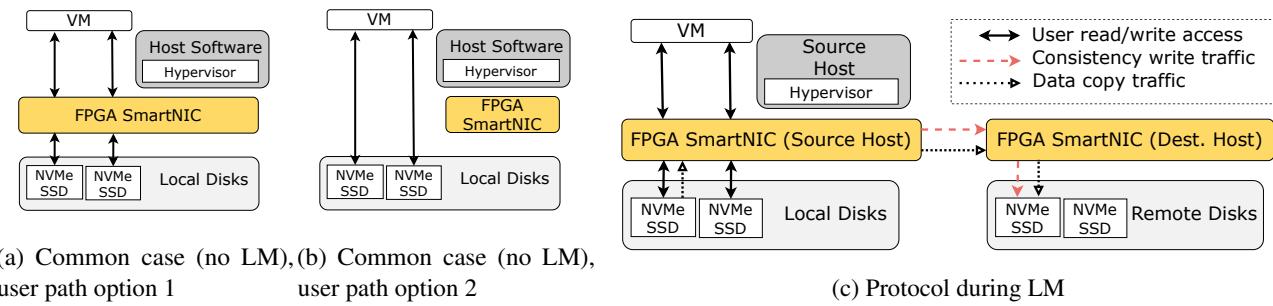 VM
Host Software
Hypervisor
FPGA SmartNIC
NVMe
SSD
NVMe
SSD
Local Disks
(a) Common case (no LM),
user path option 1
VM
Host Software
Hypervisor
FPGA
SmartNIC
NVMe
SSD
NVMe
SSD
Local Disks
(b) Common case (no LM),
user path option 2
VM
Source
Host
Hypervisor
User read/write access
Consistency write traffic
Data copy traffic
FPGA SmartNIC (Source Host)
FPGA SmartNIC (Dest. Host)
NVMe
SSD
NVMe
SSD
Local Disks
NVMe
SSD
NVMe
SSD
Remote Disks
(c) Protocol during LM